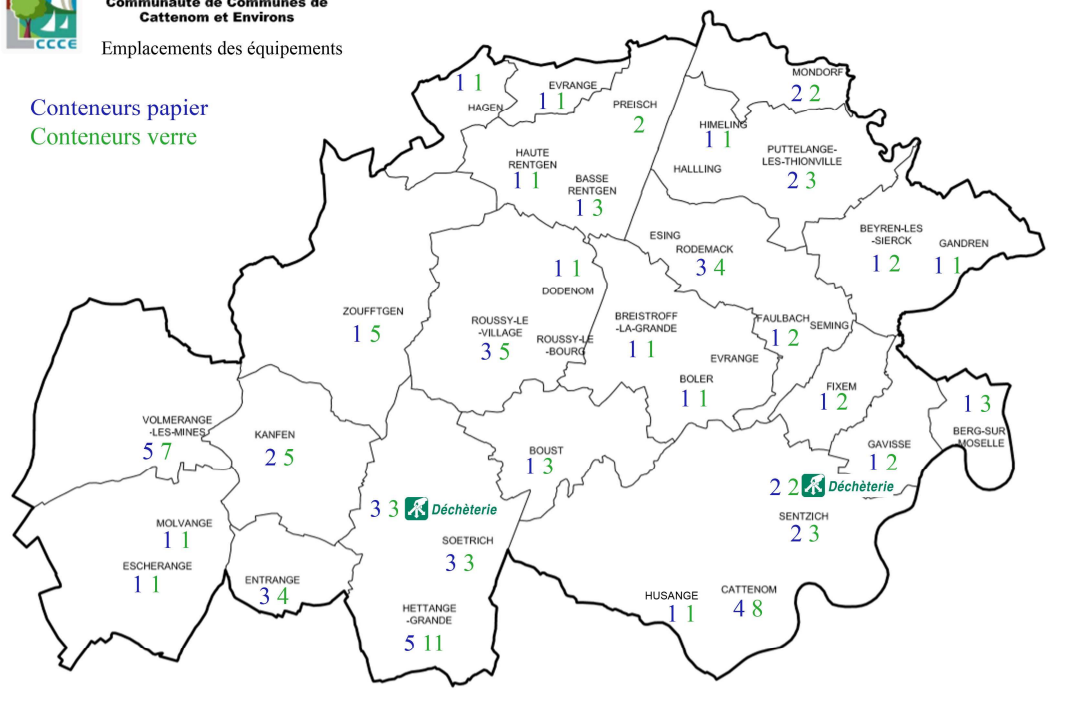 Communauté de Communes de
Cattenom et Environs
CCCE
Emplacements des équipements
Conteneurs papier
Conteneurs verre
1 1
HAGEN
EVRANGE
1 1
PREISCH
2
MONDORF
2 2
HIMELING
1 1
HALLLING
PUTTELANGE-
LES-THIONVILLE
2 3
HAUTE
RENTGEN
1 1
BASSE
RENTGEN
1 3
ESING
RODEMACK
3 4
BEYREN-LES
-SIERCK
1 2
GANDREN
1 1
1 1
DODENOM
ZOUFFTGEN
1 5
ROUSSY-LE
-VILLAGE
3 5
ROUSSY-LE
-BOURG
BREISTROFF
-LA-GRANDE
1 1
EVRANGE
BOLER
1 1
FAULBACH
1 2
SEMING
FIXEM
1 2
1 3
BERG-SUR
MOSELLE
GAVISSE
1 2
VOLMERANGE
-LES-MINES
5 7
KANFEN
2 5
BOUST
1 3
2 2 Déchèterie
SENTZICH
2 3
3 3 Déchèterie
SOETRICH
3 3
MOLVANGE
1 1
ESCHERANGE
1 1
ENTRANGE
3 4
HETTANGE
-GRANDE
5 11
HUSANGE
1 1
CATTENOM
4 8